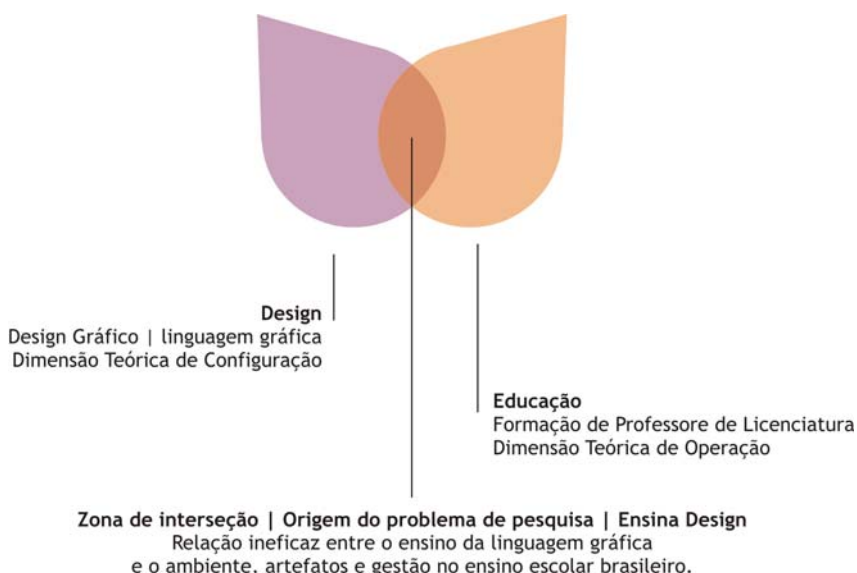 Design
Design Gráfico | linguagem gráfica
Dimensão Teórica de Configuração
Educação
Formação de Professore de Licenciatura
Dimensão Teórica de Operação
Zona de interseção | Origem do problema de pesquisa | Ensina Design
Relação ineficaz entre o ensino da linguagem gráfica
e o ambiente, artefatos e gestão no ensino escolar brasileiro.